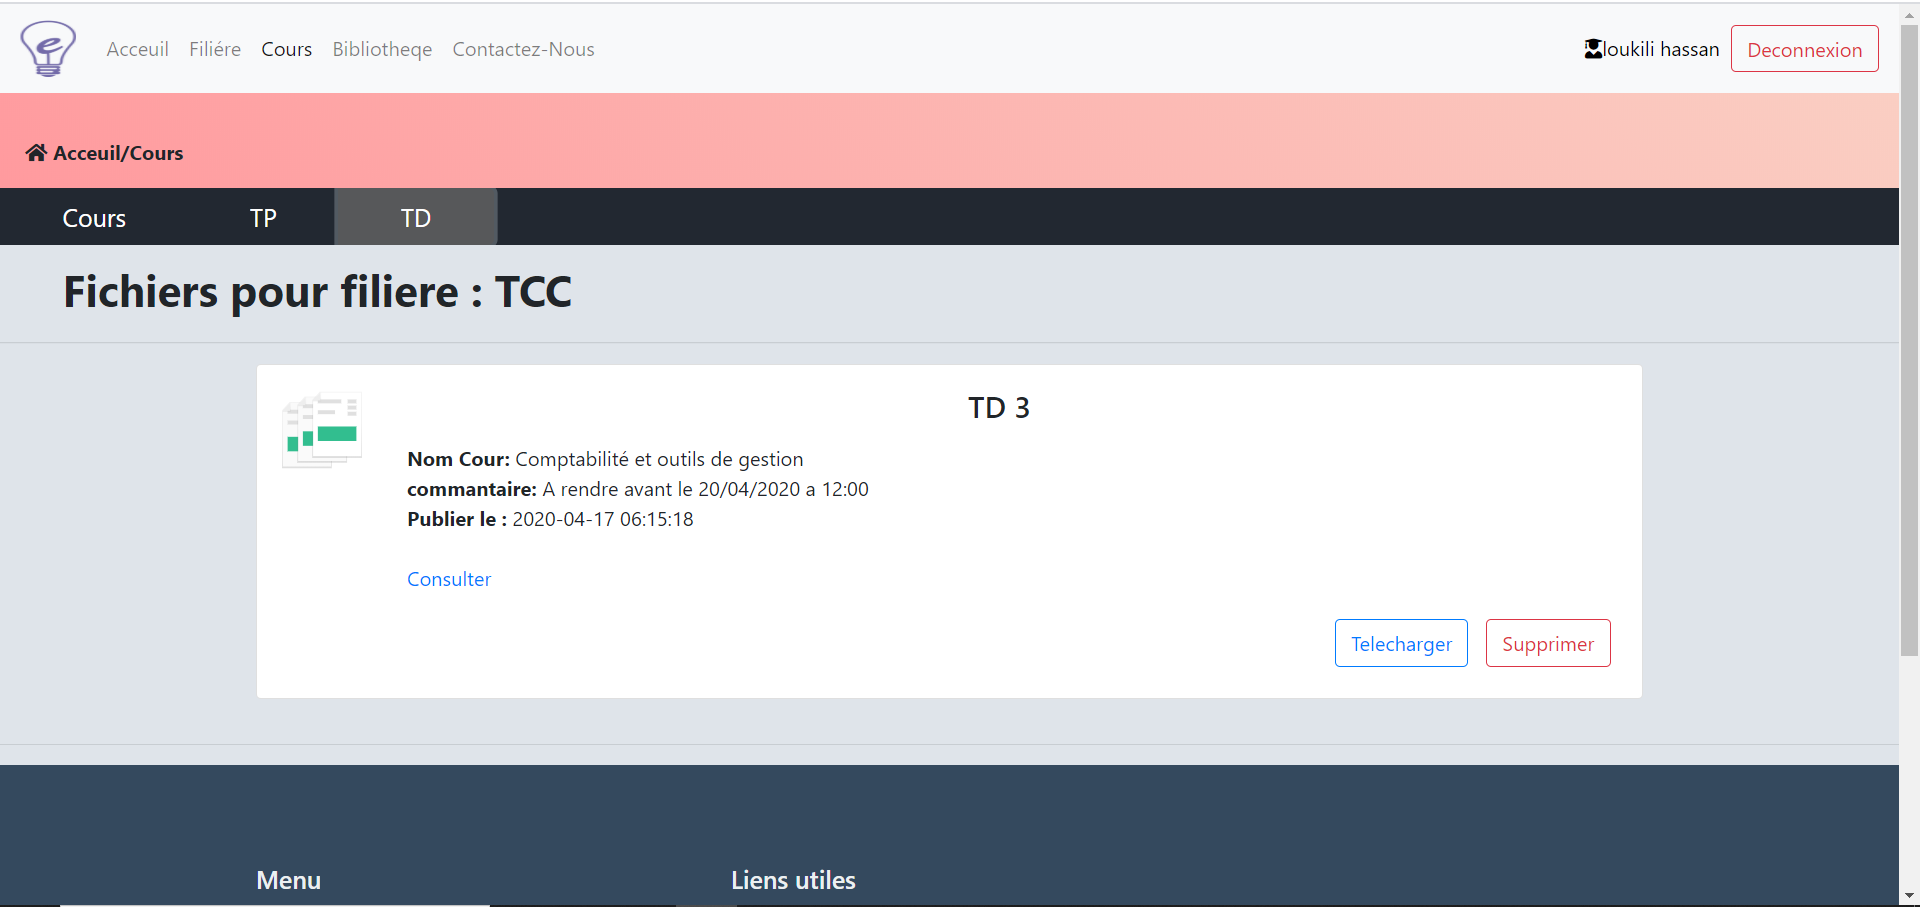 Acceuil Filiére Cours Bibliotheqe Contactez-Nous loukili hassan Deconnexion
Acceuil/Cours
Cours TP TD
Fichiers pour filiere : TCC
TD 3
Nom Cour: Comptabilité et outils de gestion
commantaire: A rendre avant le 20/04/2020 a 12:00
Publier le : 2020-04-17 06:15:18
Consulter
Telecharger Supprimer
Menu Liens utiles